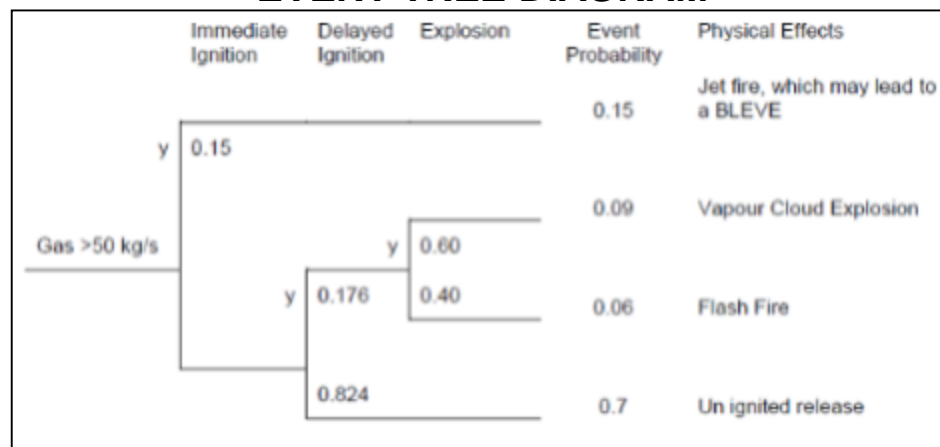 EVENT TREE DIAGRAM
Immediate Ignition
Delayed Ignition
Explosion
Event Probability
Physical Effects
Jet fire, which may lead to
a BLEVE
0.15
y
0.15
0.09
Vapour Cloud Explosion
Gas >50 kg/s
y
0.60
y
0.176
0.40
0.06
Flash Fire
0.824
0.7
Un ignited release